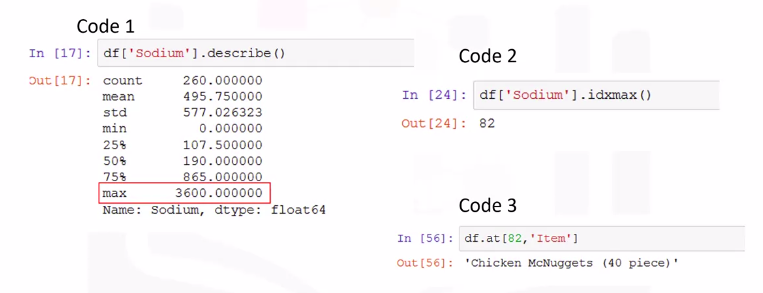 Code 1
In [17]: df['Sodium'].describe()
Out[17]: count 260.000000
mean 495.750000
std 577.026323
min 0.000000
25% 107.500000
50% 190.000000
75% 865.000000
max 3600.000000
Name: Sodium, dtype: float64
Code 2
In [24]: df['Sodium'].idxmax()
Out[24]: 82
Code 3
In [56]: df.at[82,'Item']
Out[56]: 'Chicken McNuggets (40 piece)'